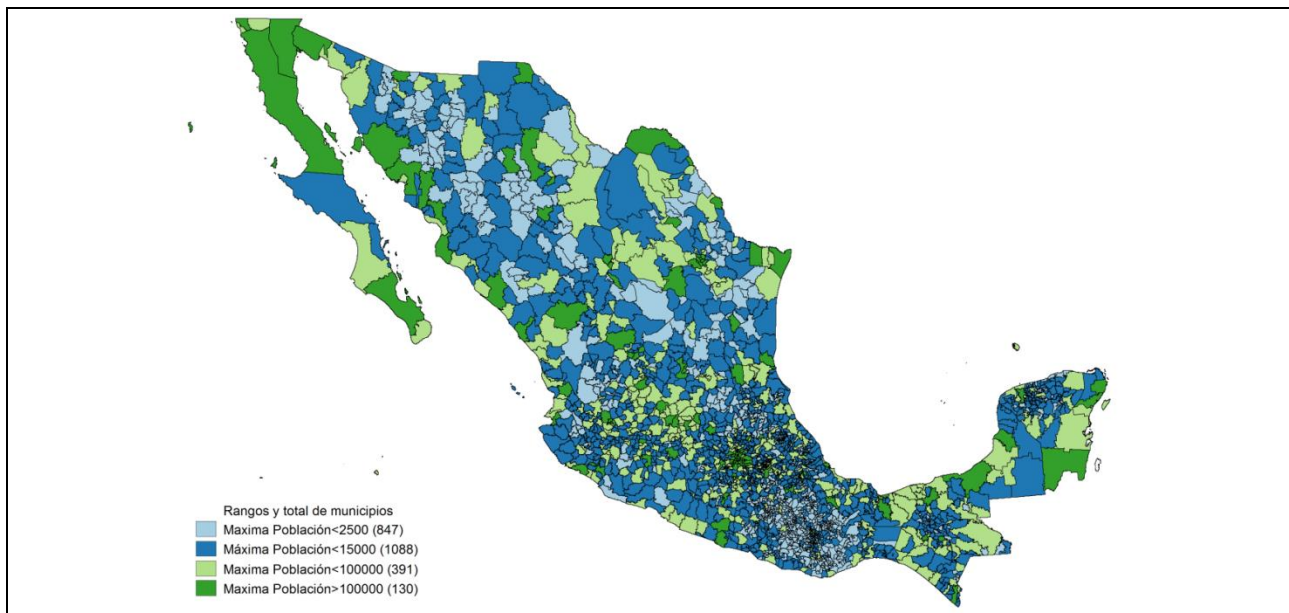 Rangos y total de municipios
Maxima Población<2500 (847)
Máxima Población<15000 (1088)
Maxima Población<100000 (391)
Maxima Población>100000 (130)